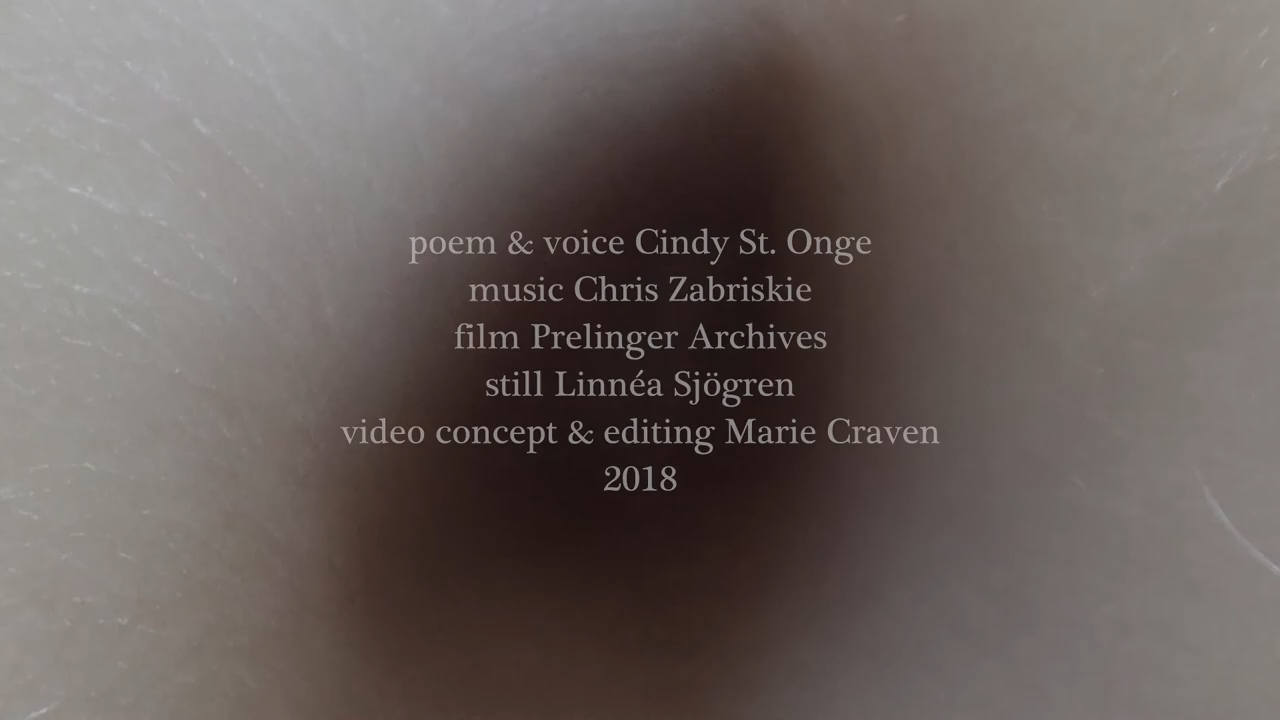 poem & voice Cindy St. Onge
music Chris Zabriskie
film Prelinger Archives
still Linnéa Sjögren
video concept & editing Marie Craven
2018